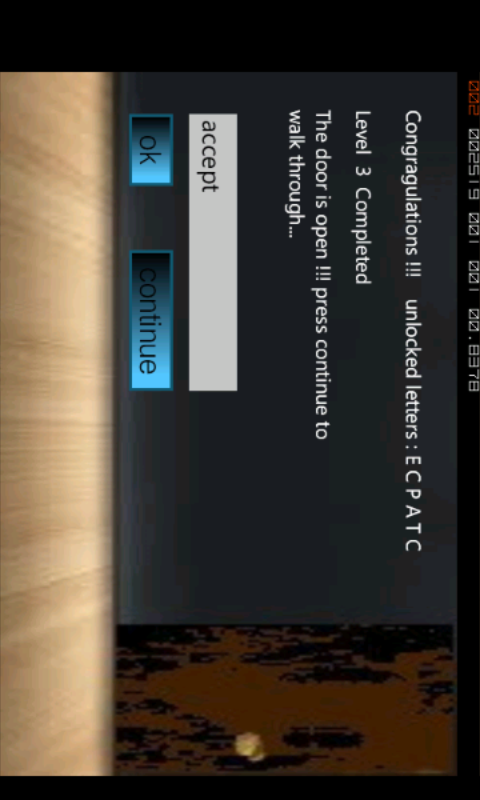 002 002519 001 001 00.8378
Congragulations !!! unlocked letters : E C P A T C
Level 3 Completed
The door is open !!! press continue to
walk through...
accept
ok continue